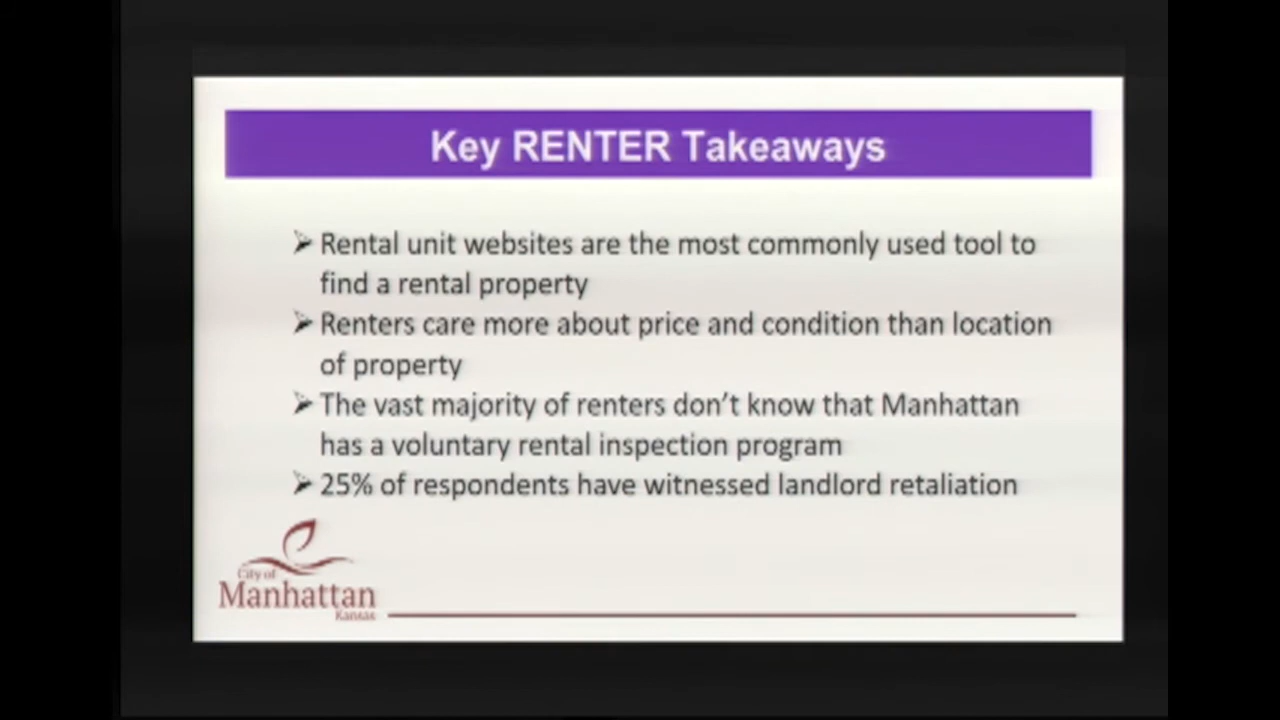 Key RENTER Takeaways
➢ Rental unit websites are the most commonly used tool to
find a rental property
➢ Renters care more about price and condition than location
of property
➢ The vast majority of renters don't know that Manhattan
has a voluntary rental inspection program
➢ 25% of respondents have witnessed landlord retaliation
City of
Manhattan
Kansas